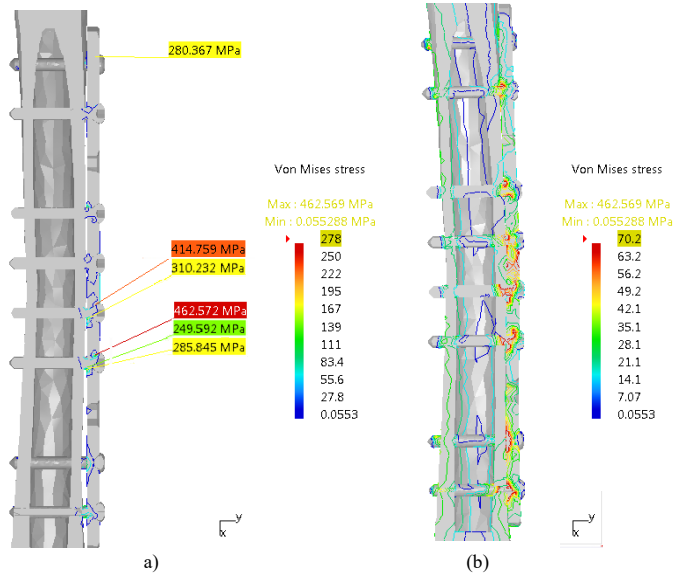 280.367 MPa
414.759 MPa
310.232 MPa
462.572 MPa
249.592 MPa
285.845 MPa
Von Mises stress
Max : 462.569 MPa
Min : 0.055288 MPa
278
250
222
195
167
139
111
83.4
55.6
27.8
0.0553
y
x
a)
Von Mises stress
Max : 462.569 MPa
Min : 0.055288 MPa
70.2
63.2
56.2
49.2
42.1
35.1
28.1
21.1
14.1
7.07
0.0553
y
x
(b)